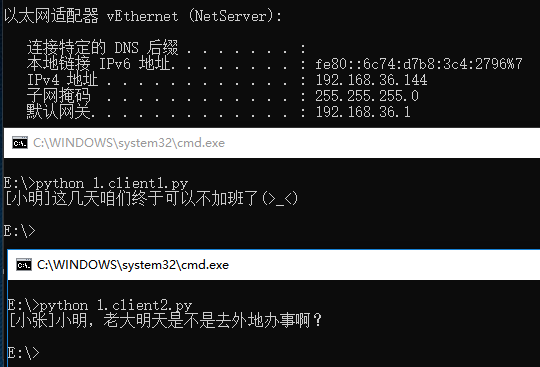 以太网适配器 vEthernet (NetServer):
连接特定的 DNS 后缀 . . . . . . . :
本地链接 IPv6 地址. . . . . . . . : fe80::6c74:d7b8:3c4:2796%7
IPv4 地址 . . . . . . . . . . . . : 192.168.36.144
子网掩码 . . . . . . . . . . . . : 255.255.255.0
默认网关. . . . . . . . . . . . . : 192.168.36.1
C:\WINDOWS\system32\cmd.exe
E:\>python 1.client1.py
[小明]这几天咱们终于可以不加班了(>_<)
E:\>
C:\WINDOWS\system32\cmd.exe
E:\>python 1.client2.py
[小张]小明，老大明天是不是去外地办事啊？
E:\>